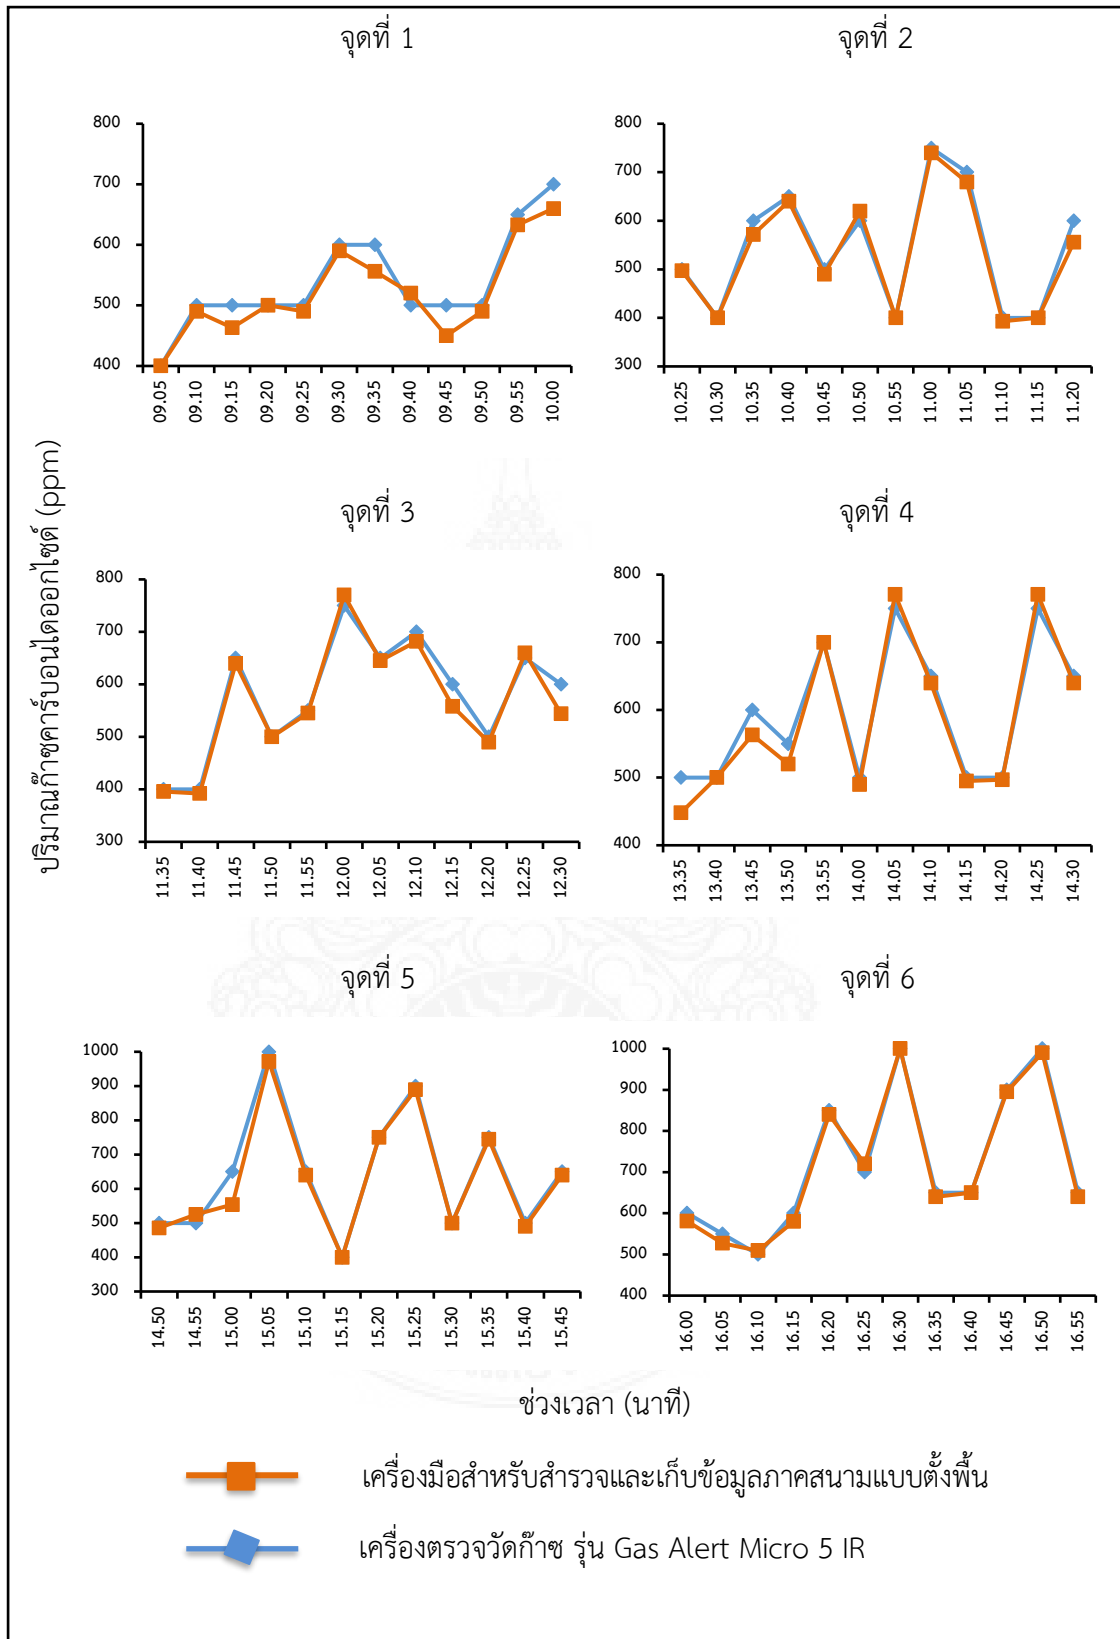 จุดที่ 1
800
700
600
500
400
09.05 09.10 09.15 09.20 09.25 09.30 09.35 09.40 09.45 09.50 09.55 10.00
จุดที่ 2
800
700
600
500
400
300
10.25 10.30 10.35 10.40 10.45 10.50 10.55 11.00 11.05 11.10 11.15 11.20
ปริมาณก๊าซคาร์บอนไดออกไซด์ (ppm)
จุดที่ 3
800
700
600
500
400
300
11.35 11.40 11.45 11.50 11.55 12.00 12.05 12.10 12.15 12.20 12.25 12.30
จุดที่ 4
800
700
600
500
400
13.35 13.40 13.45 13.50 13.55 14.00 14.05 14.10 14.15 14.20 14.25 14.30
จุดที่ 5
1000
900
800
700
600
500
400
300
14.50 14.55 15.00 15.05 15.10 15.15 15.20 15.25 15.30 15.35 15.40 15.45
จุดที่ 6
1000
900
800
700
600
500
400
16.00 16.05 16.10 16.15 16.20 16.25 16.30 16.35 16.40 16.45 16.50 16.55
ช่วงเวลา (นาที)
เครื่องมือสำหรับสำรวจและเก็บข้อมูลภาคสนามแบบตั้งพื้น
เครื่องตรวจวัดก๊าซ รุ่น Gas Alert Micro 5 IR